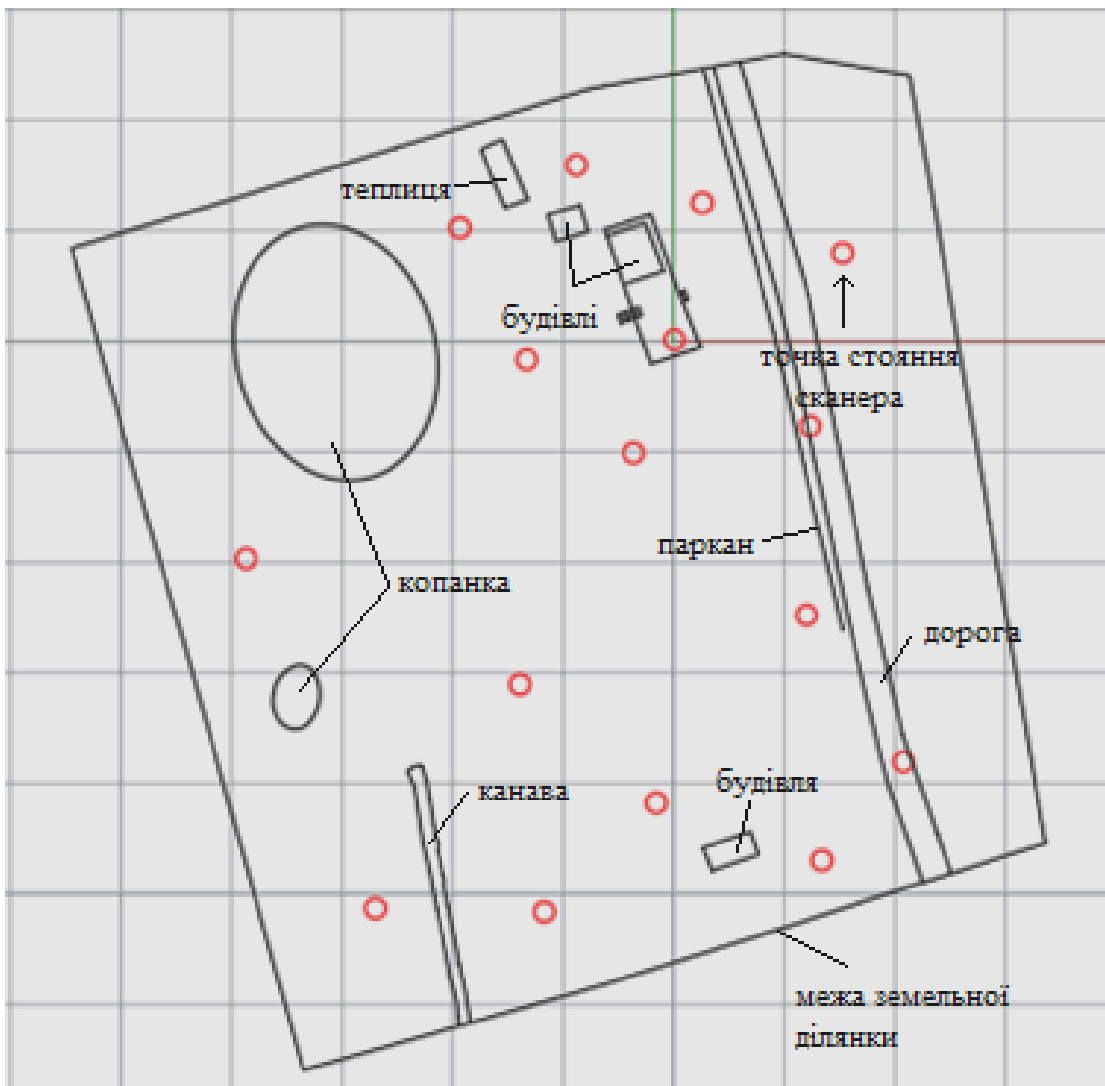 теплиця
будівлі
точка стояння
сканера
паркан
копанка
дорога
будівля
канава
межа земельної
ділянки